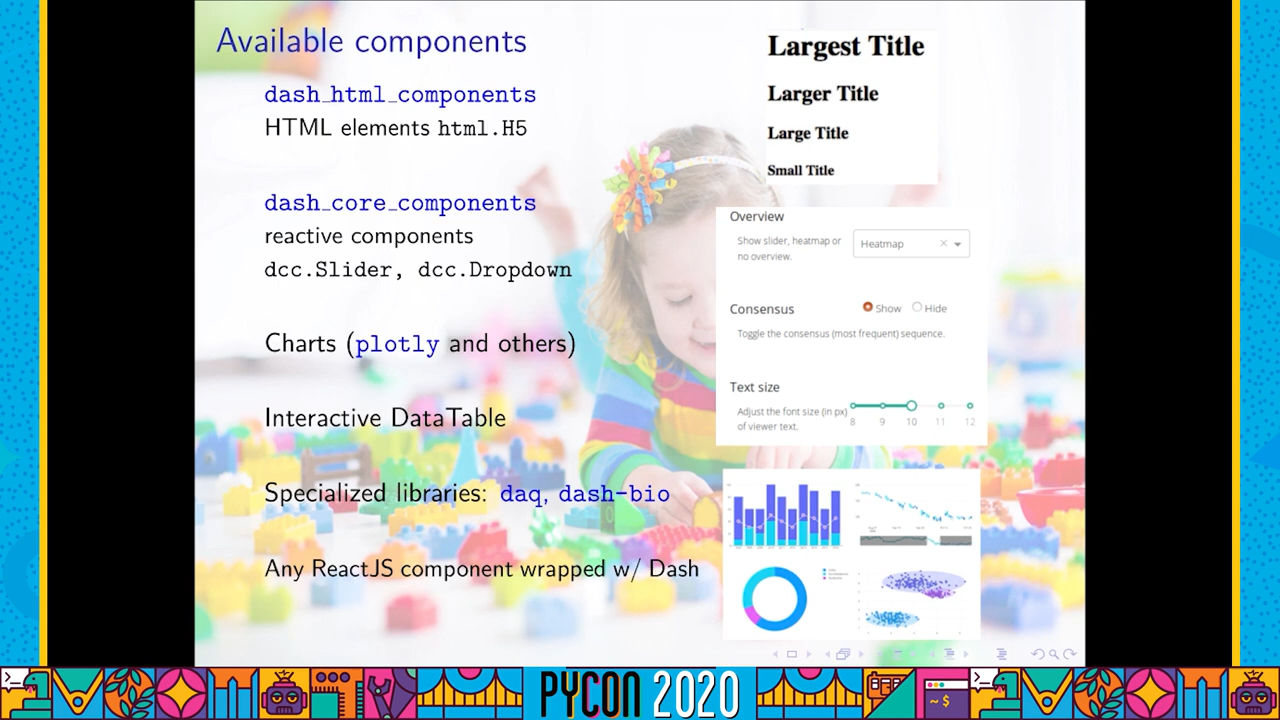 Available components
dash_html_components
HTML elements html.H5
dash_core_components
reactive components
dcc.Slider, dcc.Dropdown
Charts (plotly and others)
Interactive DataTable
Specialized libraries: daq, dash-bio
Any ReactJS component wrapped w/ Dash
Largest Title
Larger Title
Large Title
Small Title
Overview
Show slider, heatmap or
no overview.
Heatmap
Consensus
Show
Hide
Toggle the consensus (most frequent) sequence.
Text size
Adjust the font size (in px)
of viewer text.
8 9 10 11 12
PYCON 2020
~ $